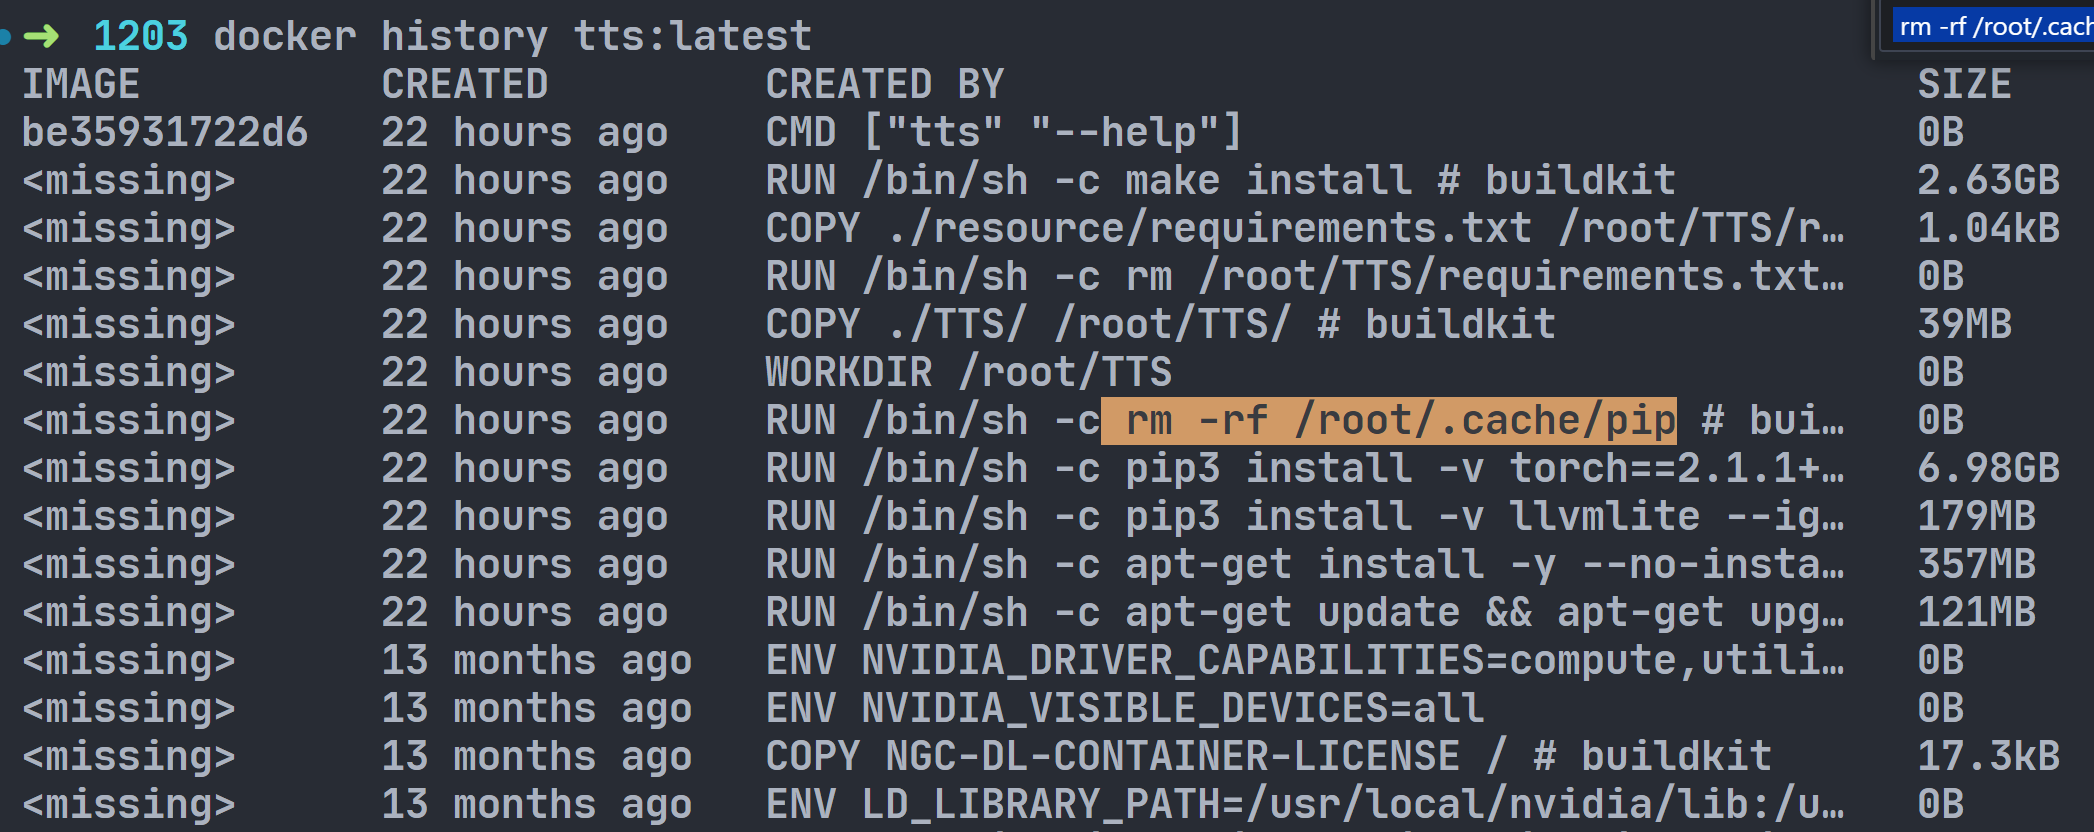 ➜ 1203 docker history tts:latest
rm -rf /root/.cach
IMAGE CREATED CREATED BY SIZE
be35931722d6 22 hours ago CMD ["tts" "--help"] 0B
<missing> 22 hours ago RUN /bin/sh -c make install # buildkit 2.63GB
<missing> 22 hours ago COPY ./resource/requirements.txt /root/TTS/r… 1.04kB
<missing> 22 hours ago RUN /bin/sh -c rm /root/TTS/requirements.txt… 0B
<missing> 22 hours ago COPY ./TTS/ /root/TTS/ # buildkit 39MB
<missing> 22 hours ago WORKDIR /root/TTS 0B
<missing> 22 hours ago RUN /bin/sh -c rm -rf /root/.cache/pip # bui… 0B
<missing> 22 hours ago RUN /bin/sh -c pip3 install -v torch==2.1.1+… 6.98GB
<missing> 22 hours ago RUN /bin/sh -c pip3 install -v llvmlite --ig… 179MB
<missing> 22 hours ago RUN /bin/sh -c apt-get install -y --no-insta… 357MB
<missing> 22 hours ago RUN /bin/sh -c apt-get update && apt-get upg… 121MB
<missing> 13 months ago ENV NVIDIA_DRIVER_CAPABILITIES=compute,utili… 0B
<missing> 13 months ago ENV NVIDIA_VISIBLE_DEVICES=all 0B
<missing> 13 months ago COPY NGC-DL-CONTAINER-LICENSE / # buildkit 17.3kB
<missing> 13 months ago ENV LD_LIBRARY_PATH=/usr/local/nvidia/lib:/u… 0B